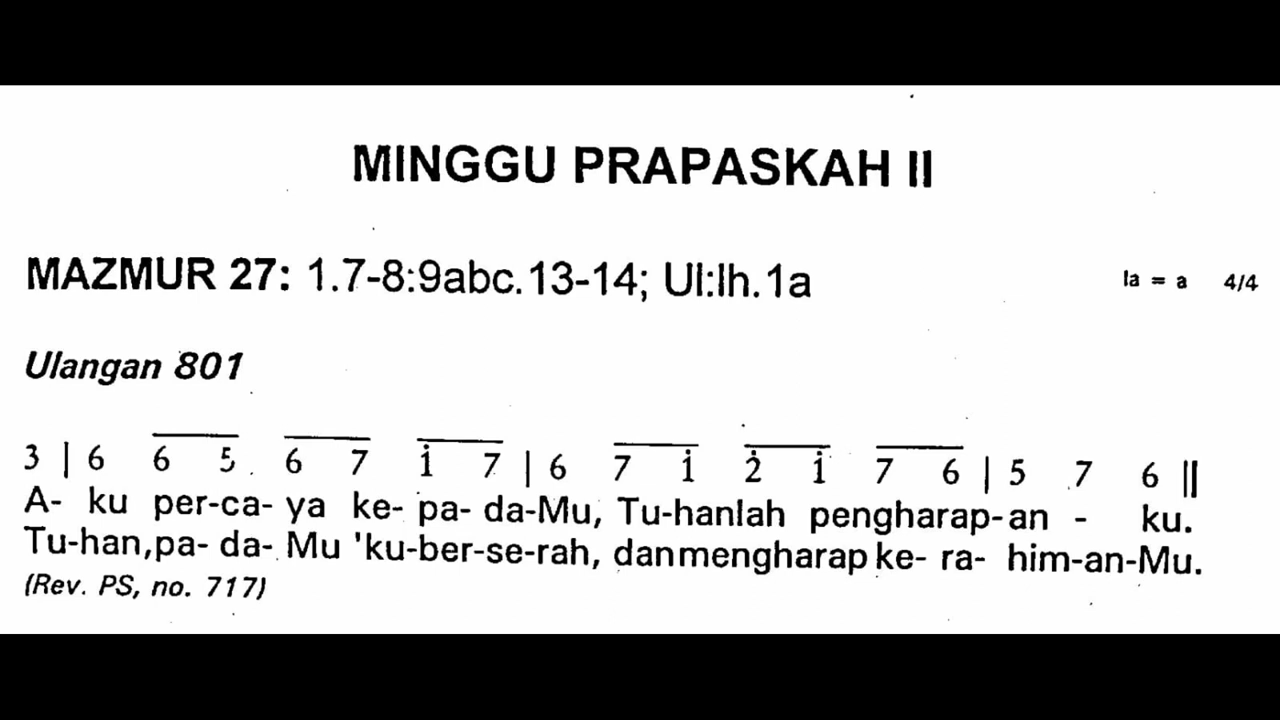 MINGGU PRAPASKAH II
MAZMUR 27: 1.7-8:9abc.13-14; Ul:lh.1a la = a 4/4
Ulangan 801
3 | 6 6 5 6 7 i 7 | 6 7 i 2̇ i 7 6 | 5 7 6 ||
A- ku per-ca- ya ke- pa- da-Mu, Tu-hanlah pengharap-an - ku.
Tu-han,pa- da- Mu 'ku-ber-se-rah, danmengharap ke- ra- him-an-Mu.
(Rev. PS, no. 717)